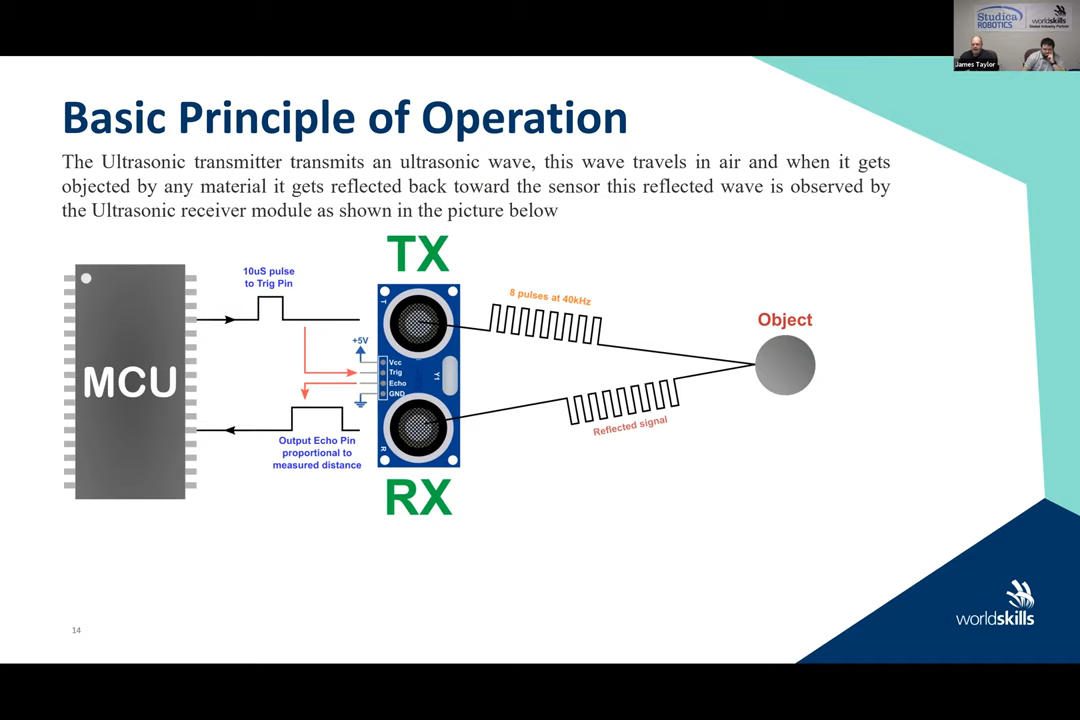 Studica
ROBOTICS
worldskills
Global Industry Partner
James Taylor
Basic Principle of Operation
The Ultrasonic transmitter transmits an ultrasonic wave, this wave travels in air and when it gets
objected by any material it gets reflected back toward the sensor this reflected wave is observed by
the Ultrasonic receiver module as shown in the picture below
TX
10uS pulse
to Trig Pin
8 pulses at 40kHz
Object
T
+5V
MCU
Vcc
Trig
Echo
GND
Y1
Output Echo Pin
proportional to
measured distance
Reflected signal
R
RX
worldskills
14